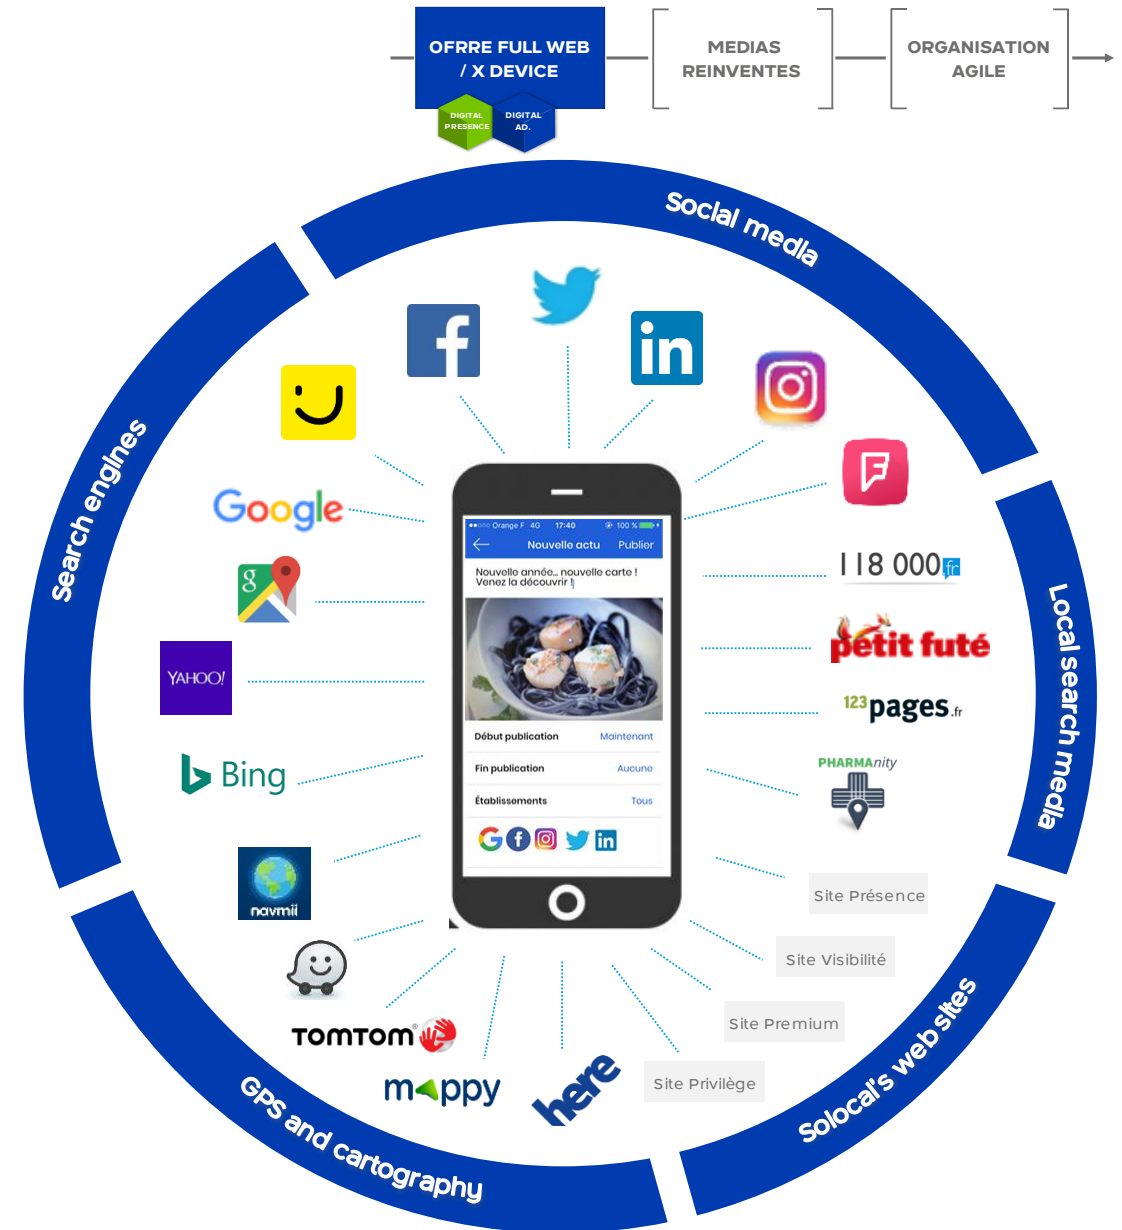 OFRRE FULL WEB
/ X DEVICE
MEDIAS
REINVENTES
ORGANISATION
AGILE
DIGITAL
PRESENCE
DIGITAL
AD.
Social media
Search engines
Local search media
Solocal's web sites
GPS and cartography
in
Google
g
YAHOO!
Bing
navmii
TOMTOM®
mappy
here
118 000 fr
petit futé
123pages.fr
PHARMAnity
Site Présence
Site Visibilité
Site Premium
Site Privilège
Orange F 4G 17:40 100 %
Nouvelle actu Publier
Nouvelle année... nouvelle carte !
Venez la découvrir !
Début publication Maintenant
Fin publication Aucune
Établissements Tous
G f in